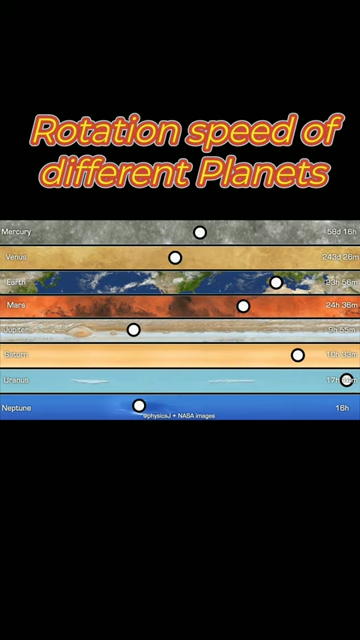 Rotation speed of
different Planets
Mercury 58d 16h
Venus 243d 26m
Earth 23h 56m
Mars 24h 36m
Jupiter 9h 55m
Saturn 10h 33m
Uranus
Neptune 16h
@physicsJ + NASA images